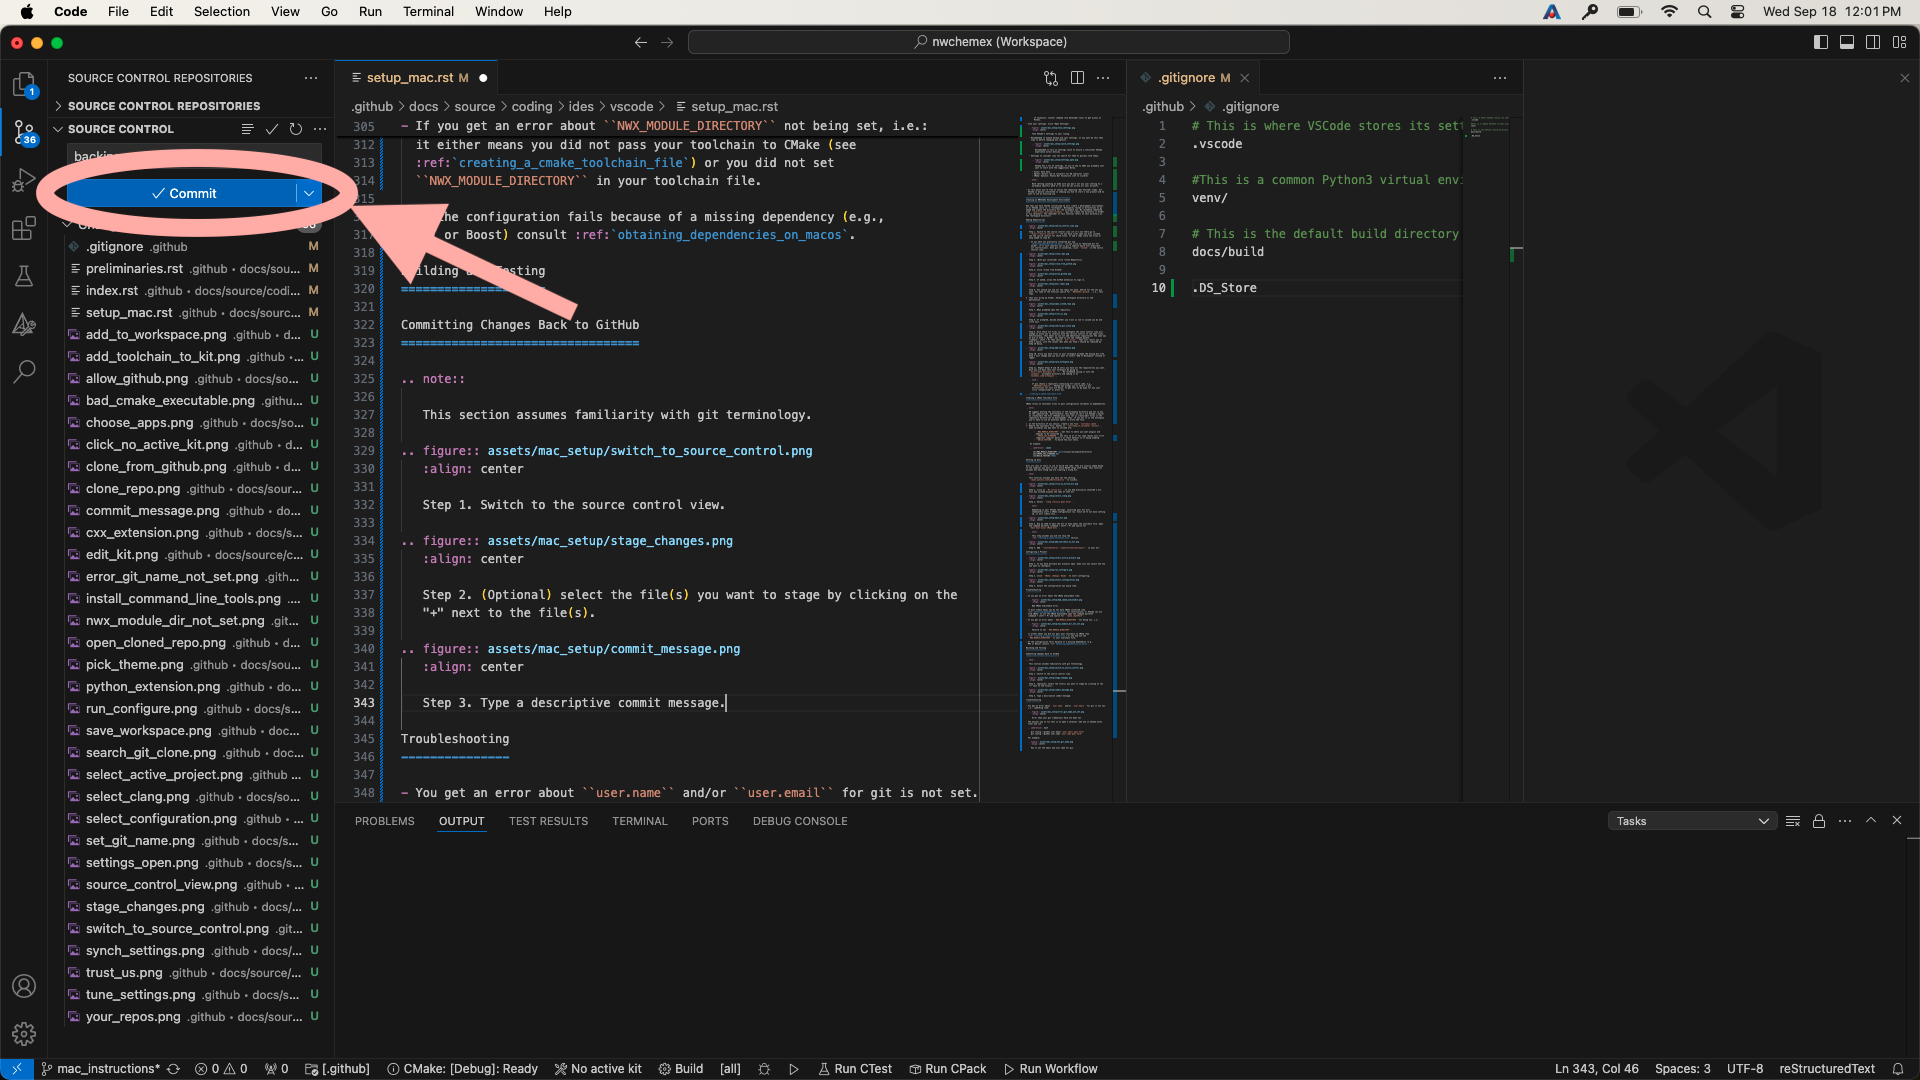 Code File Edit Selection View Go Run Terminal Window Help
Wed Sep 18 12:01 PM
nwchemex (Workspace)
SOURCE CONTROL REPOSITORIES
SOURCE CONTROL REPOSITORIES
SOURCE CONTROL
Commit
.gitignore .github M
preliminaries.rst .github • docs/sou... M
index.rst .github • docs/source/codi... M
setup_mac.rst .github • docs/sourc... M
add_to_workspace.png .github • d... U
add_toolchain_to_kit.png .github • ... U
allow_github.png .github • docs/so... U
bad_cmake_executable.png .githu... U
choose_apps.png .github • docs/so... U
click_no_active_kit.png .github • d... U
clone_from_github.png .github • d... U
clone_repo.png .github • docs/sour... U
commit_message.png .github • do... U
cxx_extension.png .github • docs/s... U
edit_kit.png .github • docs/source/c... U
error_git_name_not_set.png .gith... U
install_command_line_tools.png .... U
nwx_module_dir_not_set.png .git... U
open_cloned_repo.png .github • d... U
pick_theme.png .github • docs/sou... U
python_extension.png .github • do... U
run_configure.png .github • docs/s... U
save_workspace.png .github • doc... U
search_git_clone.png .github • doc... U
select_active_project.png .github ... U
select_clang.png .github • docs/so... U
select_configuration.png .github • ... U
set_git_name.png .github • docs/s... U
settings_open.png .github • docs/s... U
source_control_view.png .github • ... U
stage_changes.png .github • docs/... U
switch_to_source_control.png .git... U
synch_settings.png .github • docs/... U
trust_us.png .github • docs/source/... U
tune_settings.png .github • docs/s... U
your_repos.png .github • docs/sour... U
1
36
setup_mac.rst M
.github > docs > source > coding > ides > vscode > setup_mac.rst
305 - If you get an error about ``NWX_MODULE_DIRECTORY`` not being set, i.e.:
312 it either means you did not pass your toolchain to CMake (see
313 :ref:`creating_a_cmake_toolchain_file`) or you did not set
314 ``NWX_MODULE_DIRECTORY`` in your toolchain file.
315
the configuration fails because of a missing dependency (e.g.,
317 or Boost) consult :ref:`obtaining_dependencies_on_macos`.
318
319
320
321
322 Committing Changes Back to GitHub
323 =================================
324
325 .. note::
326
327 This section assumes familiarity with git terminology.
328
329 .. figure:: assets/mac_setup/switch_to_source_control.png
330 :align: center
331
332 Step 1. Switch to the source control view.
333
334 .. figure:: assets/mac_setup/stage_changes.png
335 :align: center
336
337 Step 2. (Optional) select the file(s) you want to stage by clicking on the
338 "+" next to the file(s).
339
340 .. figure:: assets/mac_setup/commit_message.png
341 :align: center
342
343 Step 3. Type a descriptive commit message.
344
345 Troubleshooting
346 ===============
347
348 - You get an error about ``user.name`` and/or ``user.email`` for git is not set.
.gitignore M
.github > .gitignore
1 # This is where VSCode stores its sett
2 .vscode
3
4 #This is a common Python3 virtual envi
5 venv/
6
7 # This is the default build directory
8 docs/build
9
10 .DS_Store
PROBLEMS OUTPUT TEST RESULTS TERMINAL PORTS DEBUG CONSOLE
Tasks
mac_instructions* 0 0 0 [.github] CMake: [Debug]: Ready No active kit Build [all] Run CTest Run CPack Run Workflow
Ln 343, Col 46 Spaces: 3 UTF-8 reStructuredText